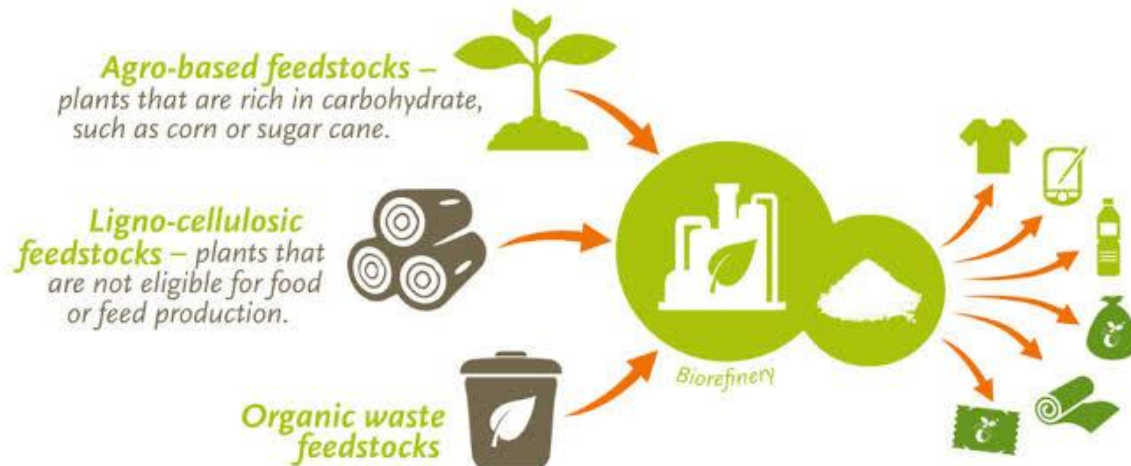 Agro-based feedstocks –
plants that are rich in carbohydrate,
such as corn or sugar cane.
Ligno-cellulosic
feedstocks – plants that
are not eligible for food
or feed production.
Organic waste
feedstocks
Biorefinery